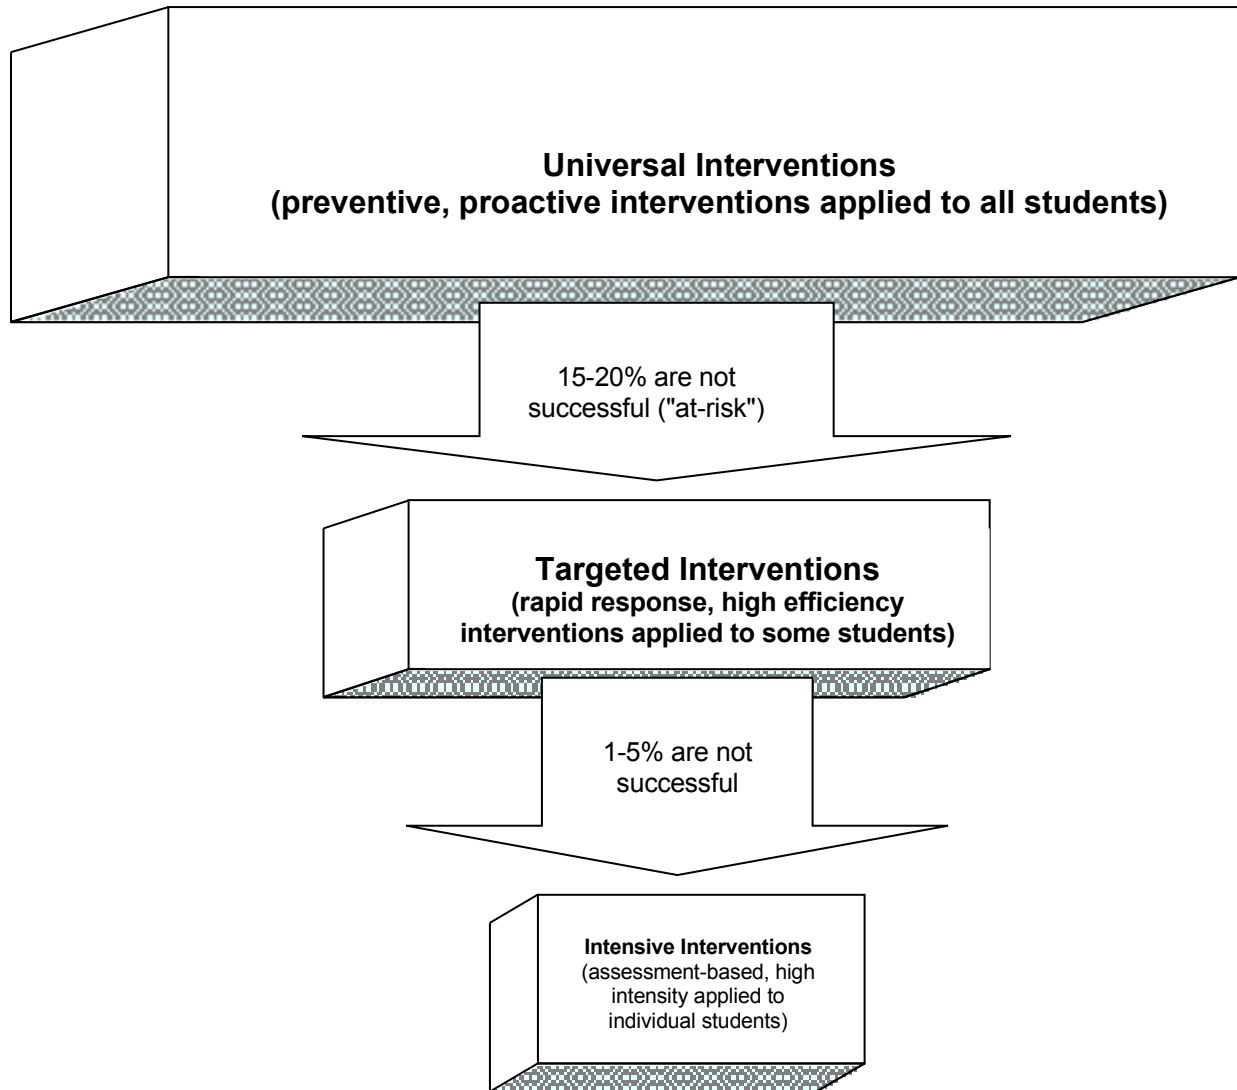 Universal Interventions
(preventive, proactive interventions applied to all students)
15-20% are not
successful ("at-risk")
Targeted Interventions
(rapid response, high efficiency
interventions applied to some students)
1-5% are not
successful
Intensive Interventions
(assessment-based, high
intensity applied to
individual students)